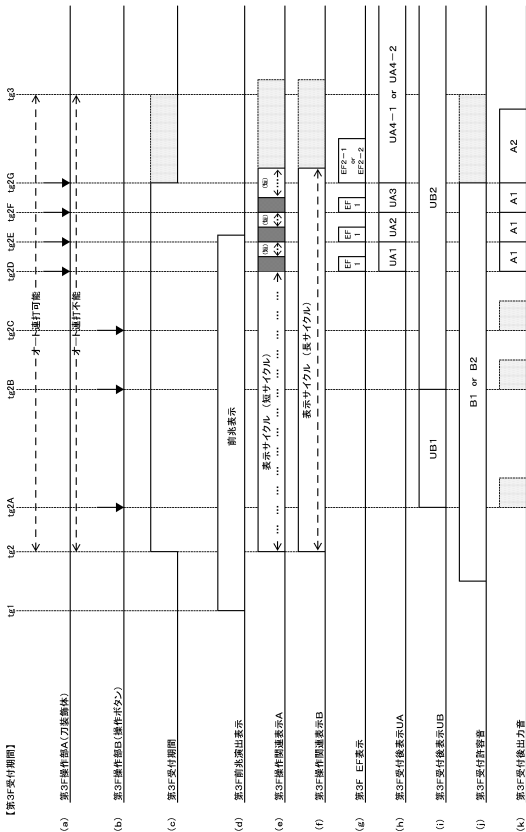 【第3F受付期間】
tg1
tg2
tg2A
tg2B
tg2C
tg2D
tg2E
tg2F
tg2G
tg3
オート連打可能
オート連打不能
(a) 第3F操作部A(刀装飾体)
(b) 第3F操作部B(操作ボタン)
(c) 第3F受付期間
(d) 第3F前兆演出表示
前兆表示
(e) 第3F操作関連表示A
表示サイクル(短サイクル)
(短)
(短)
(短)
(f) 第3F操作関連表示B
表示サイクル(長サイクル)
(g) 第3F EF表示
EF1
EF1
EF1
EF2-1 or EF2-2
(h) 第3F受付後表示UA
UA1
UA2
UA3
UA4-1 or UA4-2
(i) 第3F受付後表示UB
UB1
UB2
(j) 第3F受付許容音
B1 or B2
(k) 第3F受付後出力音
A1
A1
A1
A2